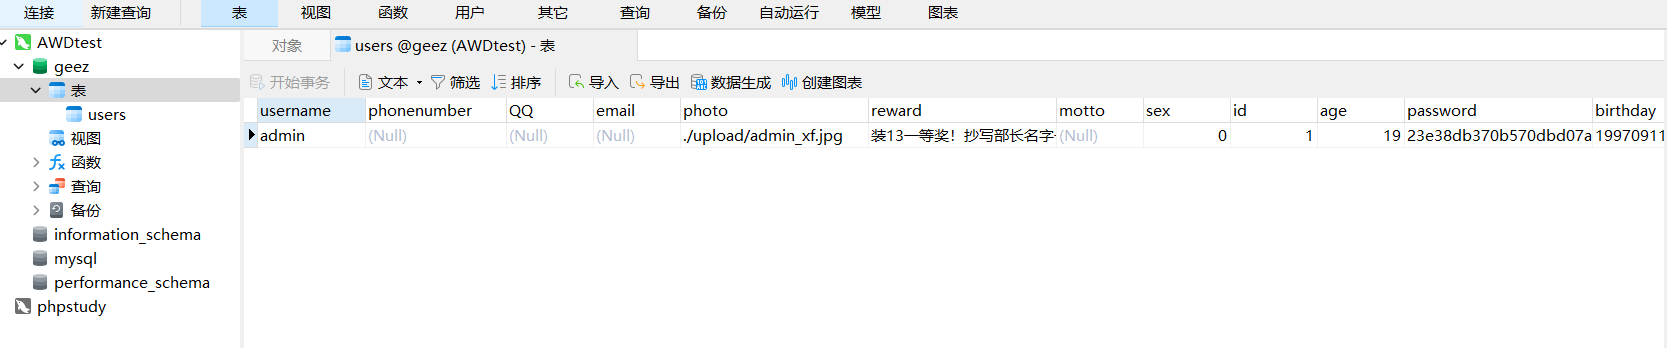 连接 新建查询 表 视图 函数 用户 其它 查询 备份 自动运行 模型 图表
AWDtest
geez
表
users
视图
函数
查询
备份
information_schema
mysql
performance_schema
phpstudy
对象 users @geez (AWDtest) - 表
开始事务 文本 筛选 排序 导入 导出 数据生成 创建图表
username phonenumber QQ email photo reward motto sex id age password birthday
admin (Null) (Null) (Null) ./upload/admin_xf.jpg 装13一等奖！抄写部长名字 (Null) 0 1 19 23e38db370b570dbd07a 19970911